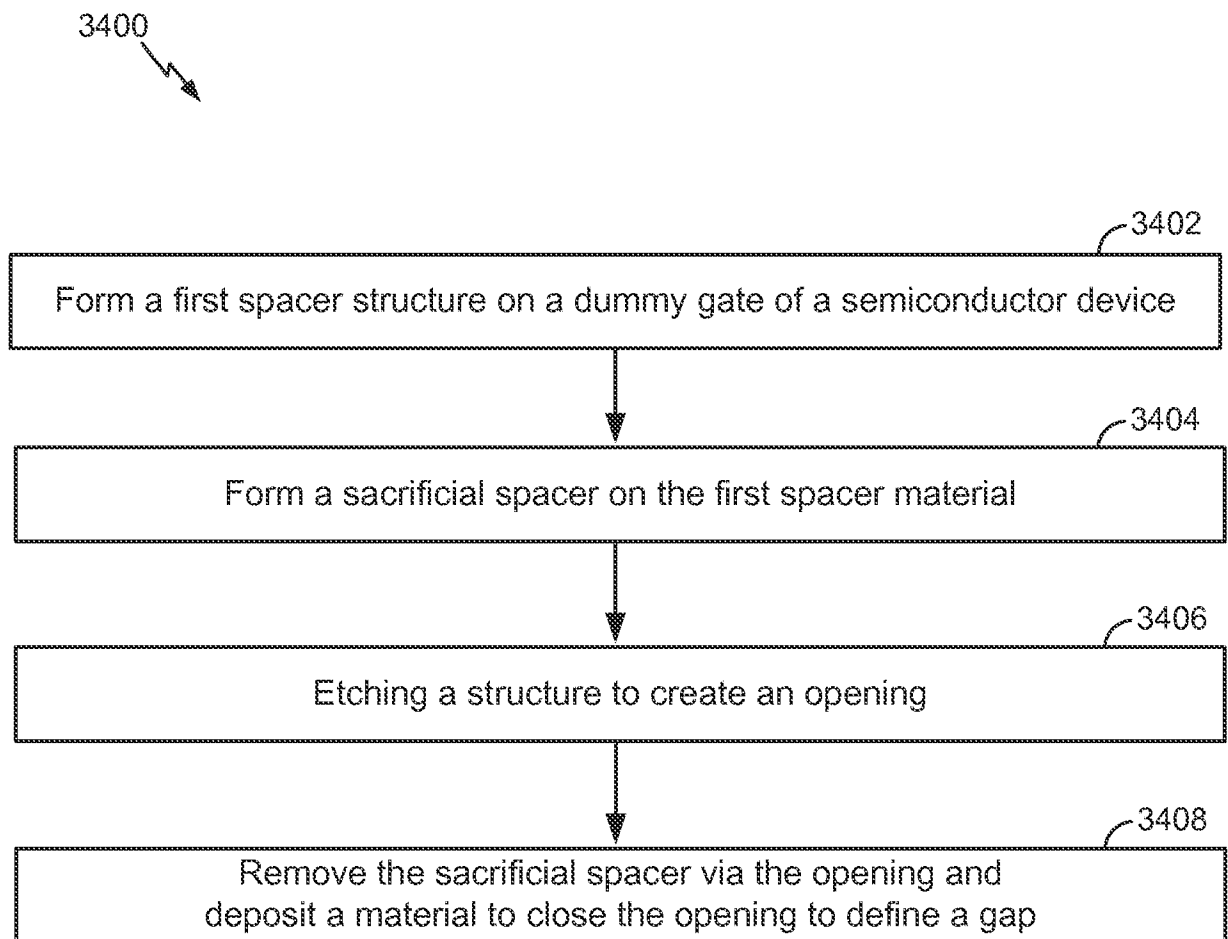 3400
3402
Form a first spacer structure on a dummy gate of a semiconductor device
3404
Form a sacrificial spacer on the first spacer material
3406
Etching a structure to create an opening
3408
Remove the sacrificial spacer via the opening and
deposit a material to close the opening to define a gap